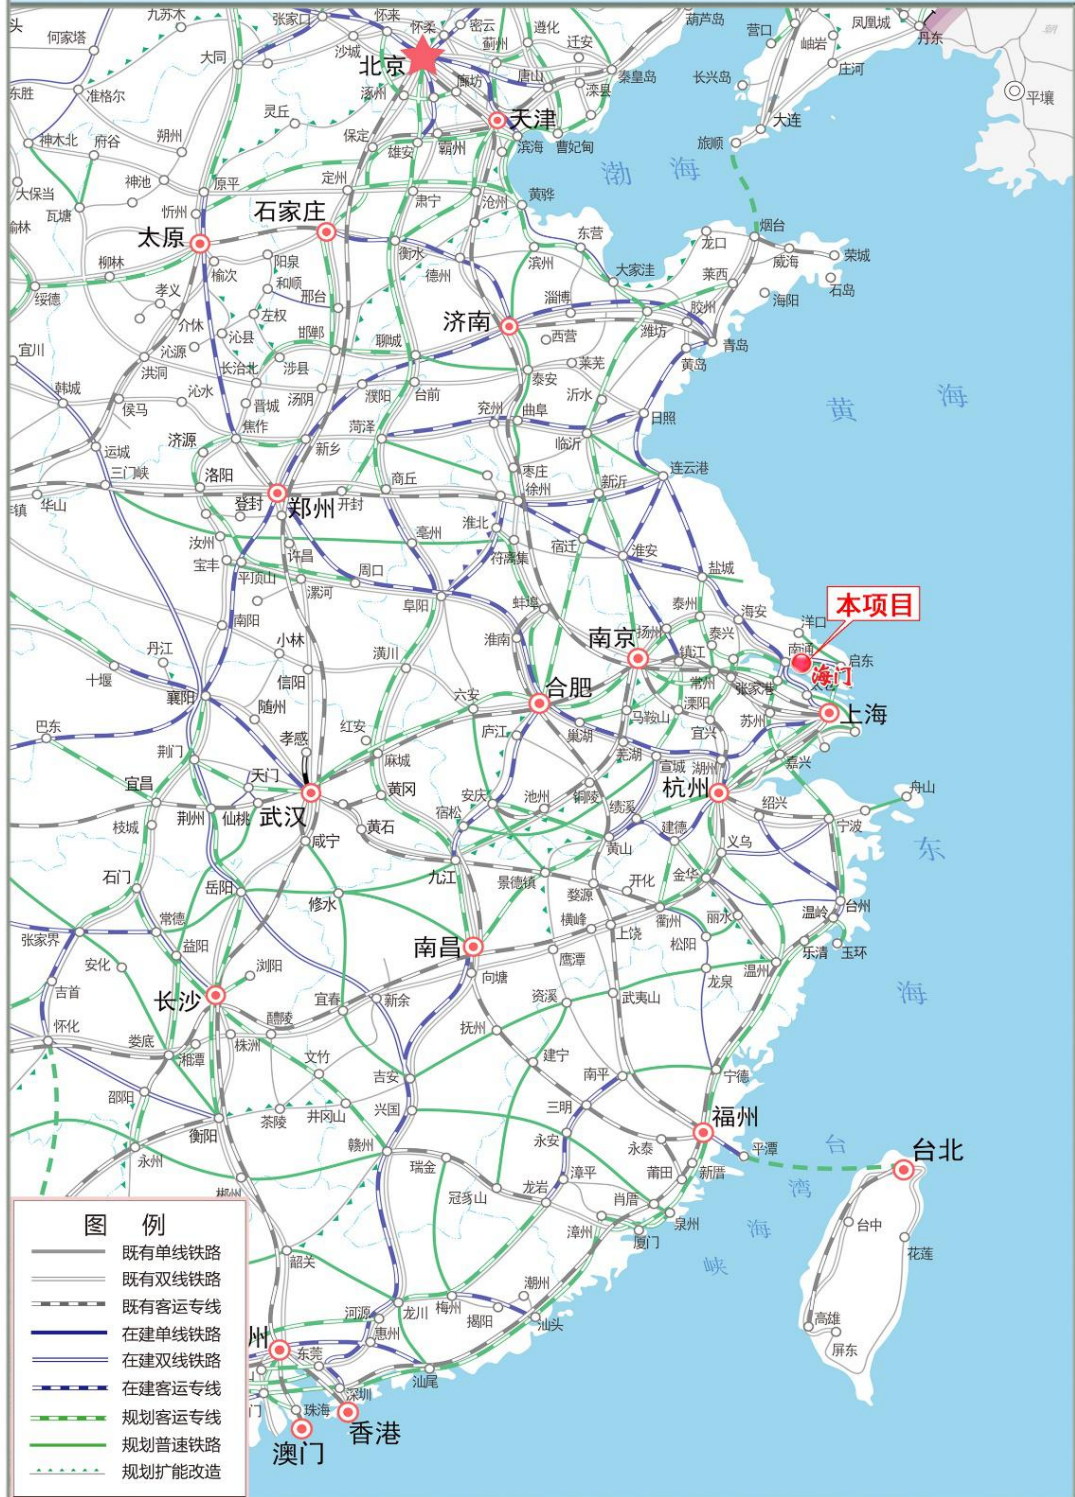 九苏木
张家口
怀来
怀柔
密云
遵化
葫芦岛
营口
凤凰城
何家塔
大同
沙城
蓟州
迁安
岫岩
丹东
北京
廊坊
唐山
秦皇岛
长兴岛
庄河
东胜
准格尔
涿州
滦县
平壤
灵丘
天津
大连
神木北
府谷
朔州
保定
雄安
霸州
滨海
曹妃甸
旅顺
渤
海
大保当
神池
原平
定州
肃宁
沧州
黄骅
瓦塘
忻州
石家庄
榆林
太原
衡水
东营
烟台
龙口
威海
荣城
柳林
榆次
阳泉
德州
滨州
大家洼
莱西
绥德
孝义
和顺
邢台
淄博
海阳
石岛
介休
左权
济南
胶州
沁县
邯郸
聊城
西营
潍坊
青岛
宜川
沁源
洪洞
长治北
涉县
莱芜
黄岛
韩城
沁水
晋城
汤阴
濮阳
台前
泰安
沂水
黄
海
侯马
兖州
曲阜
日照
运城
济源
焦作
新乡
菏泽
临沂
三门峡
洛阳
商丘
枣庄
新沂
连云港
华山
登封
郑州
开封
徐州
汝州
许昌
亳州
淮北
宿迁
淮安
宝丰
平顶山
周口
符离集
盐城
漯河
阜阳
蚌埠
泰州
海安
本项目
南阳
小林
淮南
南京
扬州
泰兴
洋口
丹江
潢川
镇江
南通
启东
十堰
信阳
常州
张家港
海门
襄阳
随州
六安
合肥
马鞍山
溧阳
苏州
上海
巴东
红安
庐江
巢湖
宜兴
荆门
孝感
麻城
芜湖
宣城
湖州
嘉兴
宜昌
天门
黄冈
安庆
池州
铜陵
杭州
舟山
枝城
荆州
仙桃
武汉
宿松
绩溪
绍兴
黄石
建德
宁波
咸宁
黄山
义乌
东
石门
岳阳
九江
景德镇
金华
修水
婺源
开化
台州
常德
横峰
衢州
丽水
温岭
张家界
益阳
南昌
上饶
松阳
乐清
玉环
安化
浏阳
鹰潭
温州
吉首
向塘
龙泉
长沙
宜春
新余
资溪
武夷山
海
怀化
醴陵
抚州
娄底
株洲
湘潭
文竹
建宁
邵阳
吉安
南平
宁德
衡阳
茶陵
井冈山
兴国
三明
福州
永州
赣州
永安
永泰
平潭
台
台北
瑞金
漳平
莆田
新厝
湾
郴州
冠豸山
龙岩
肖厝
漳州
泉州
海
台中
厦门
花莲
韶关
峡
潮州
河源
龙川
梅州
揭阳
汕头
高雄
州
惠州
屏东
东莞
汕尾
深圳
门
珠海
香港
澳门
图 例
既有单线铁路
既有双线铁路
既有客运专线
在建单线铁路
在建双线铁路
在建客运专线
规划客运专线
规划普速铁路
规划扩能改造